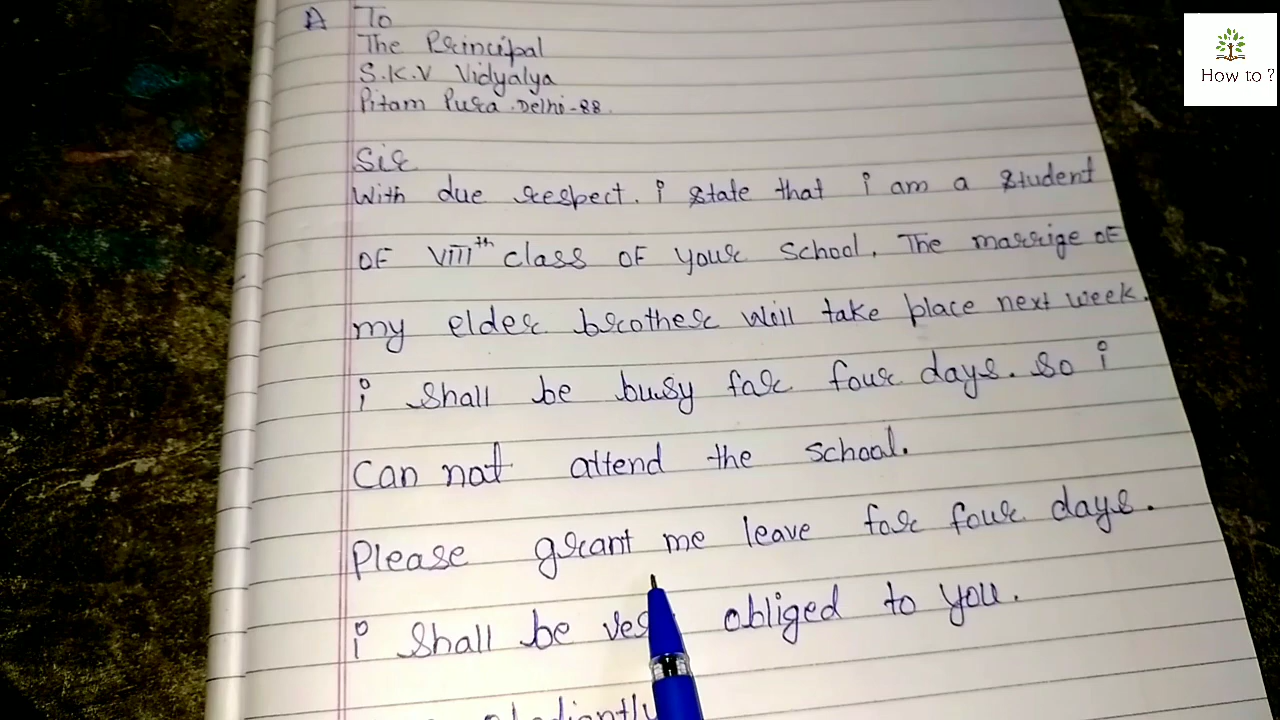 A To
The Principal
S.K.V Vidyalya
Pitam Pura .Delhi-88.
Sir
With due respect. i state that i am a student
OF VIIIth class OF your School. The marrige OF
my elder brother Will take place next week.
i Shall be busy far four days. So i
Can not attend the School.
Please grant me leave for four days.
i Shall be obliged to you.
How to ?